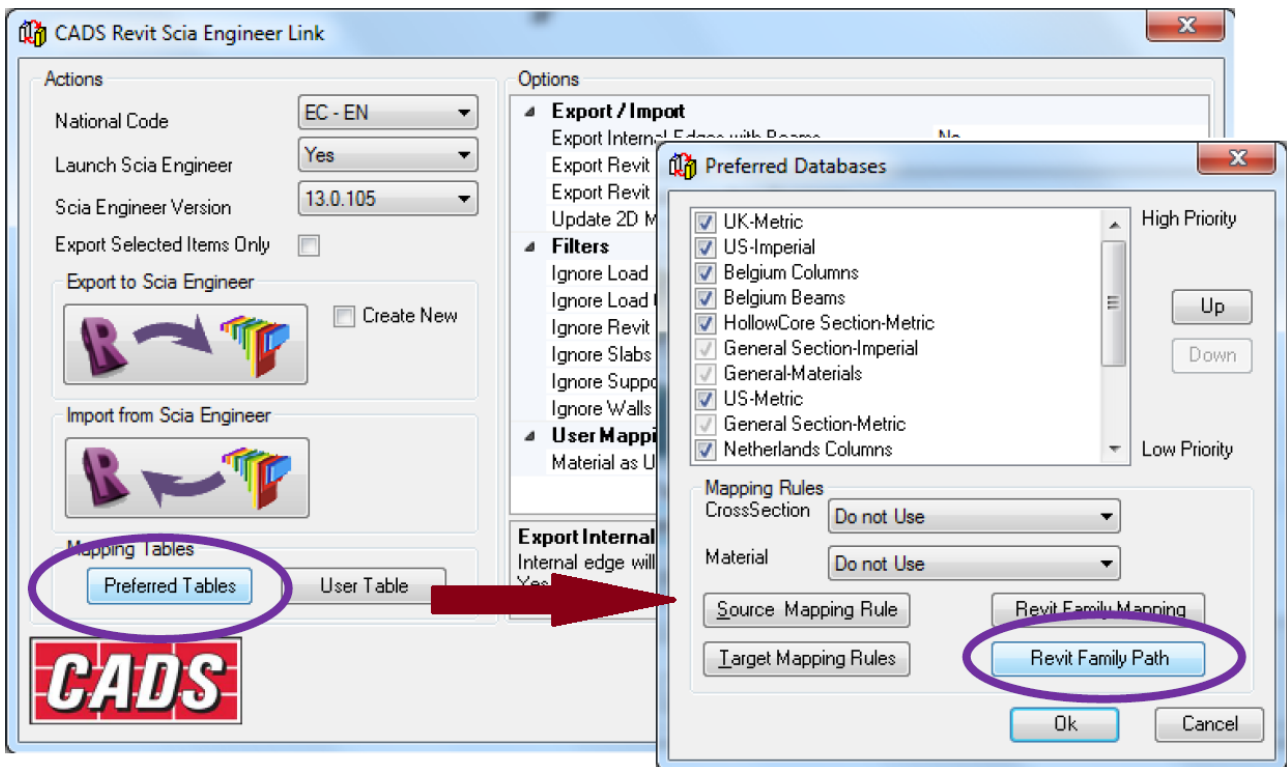 CADS Revit Scia Engineer Link
Actions
National Code
EC - EN
Launch Scia Engineer
Yes
Scia Engineer Version
13.0.105
Export Selected Items Only
Export to Scia Engineer
Create New
Import from Scia Engineer
Mapping Tables
Preferred Tables
User Table
CADS
Options
Export / Import
Export Internal Edges with Beams
No
Export Revit
Export Revit
Update 2D M
Filters
Ignore Load
Ignore Load
Ignore Revit
Ignore Slabs
Ignore Suppo
Ignore Walls
User Mappi
Material as U
Export Internal
Internal edge will
Yes
Preferred Databases
UK-Metric
US-Imperial
Belgium Columns
Belgium Beams
HollowCore Section-Metric
General Section-Imperial
General-Materials
US-Metric
General Section-Metric
Netherlands Columns
High Priority
Up
Down
Low Priority
Mapping Rules
CrossSection
Do not Use
Material
Do not Use
Source Mapping Rule
Revit Family Mapping
Target Mapping Rules
Revit Family Path
Ok
Cancel